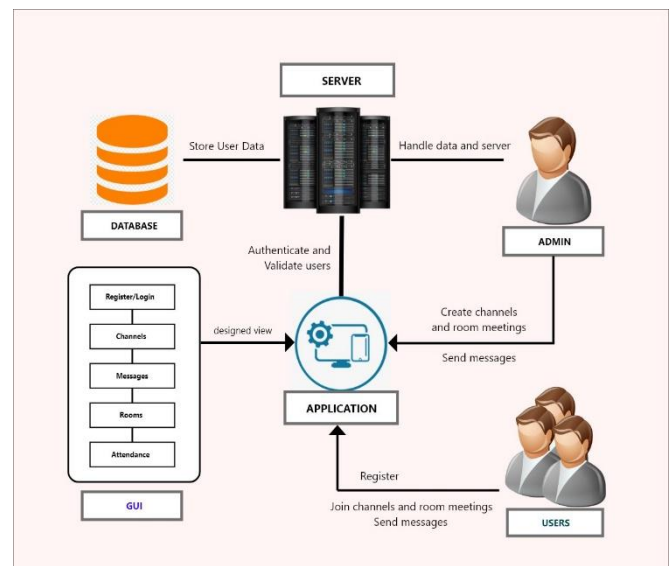 SERVER
Store User Data
Handle data and server
DATABASE
ADMIN
Authenticate and
Validate users
Register/Login
Channels
Messages
Rooms
Attendance
GUI
designed view
Create channels
and room meetings
Send messages
APPLICATION
Register
Join channels and room meetings
Send messages
USERS